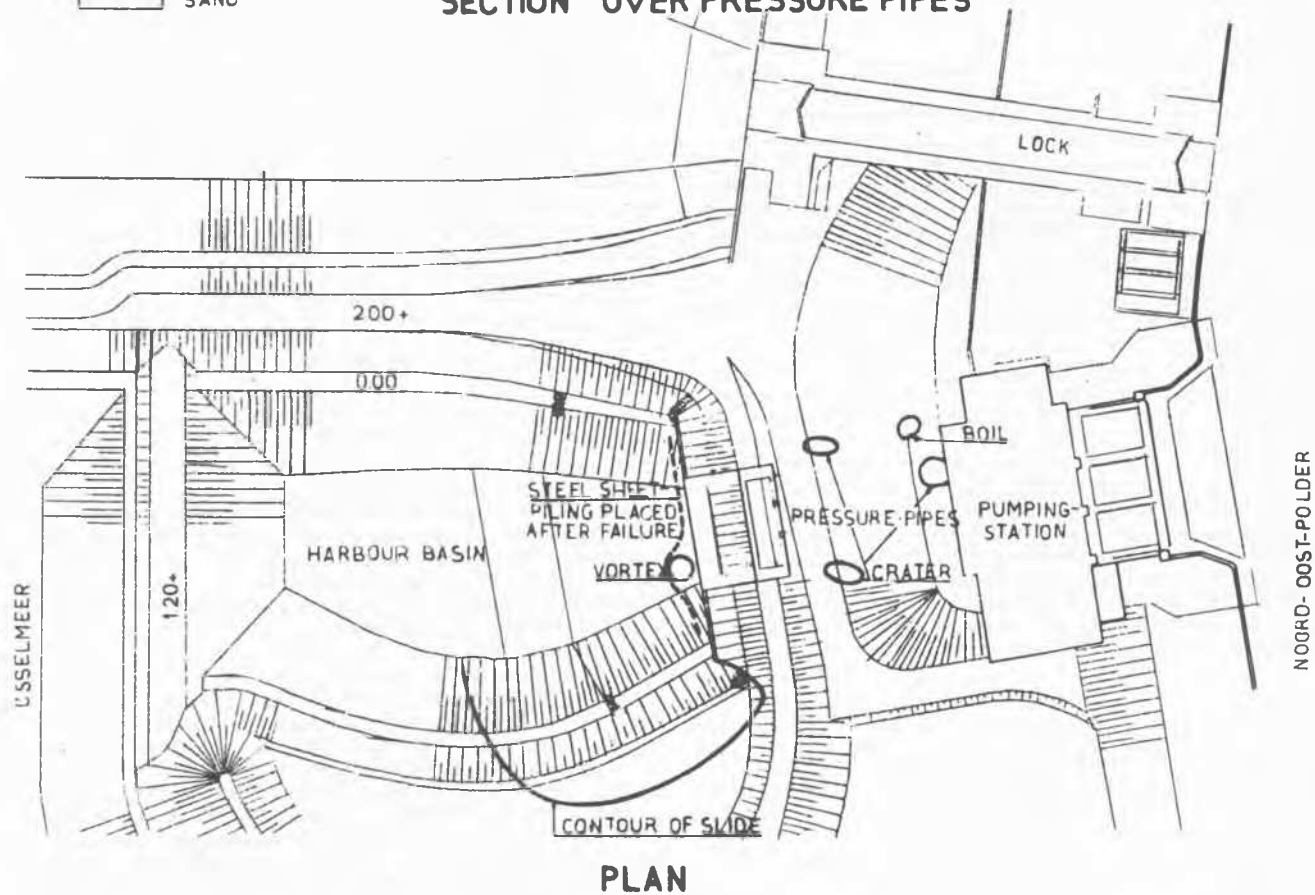 SAND
SECTION OVER PRESSURE PIPES
LOCK
200+
0.00
BOIL
STEEL SHEET-
PILING PLACED
AFTER FAILURE
PRESSURE-PIPES
PUMPING-
STATION
HARBOUR BASIN
VORTEX
CRATER
120+
IJSSELMEER
NOORD-OOST-POLDER
CONTOUR OF SLIDE
PLAN